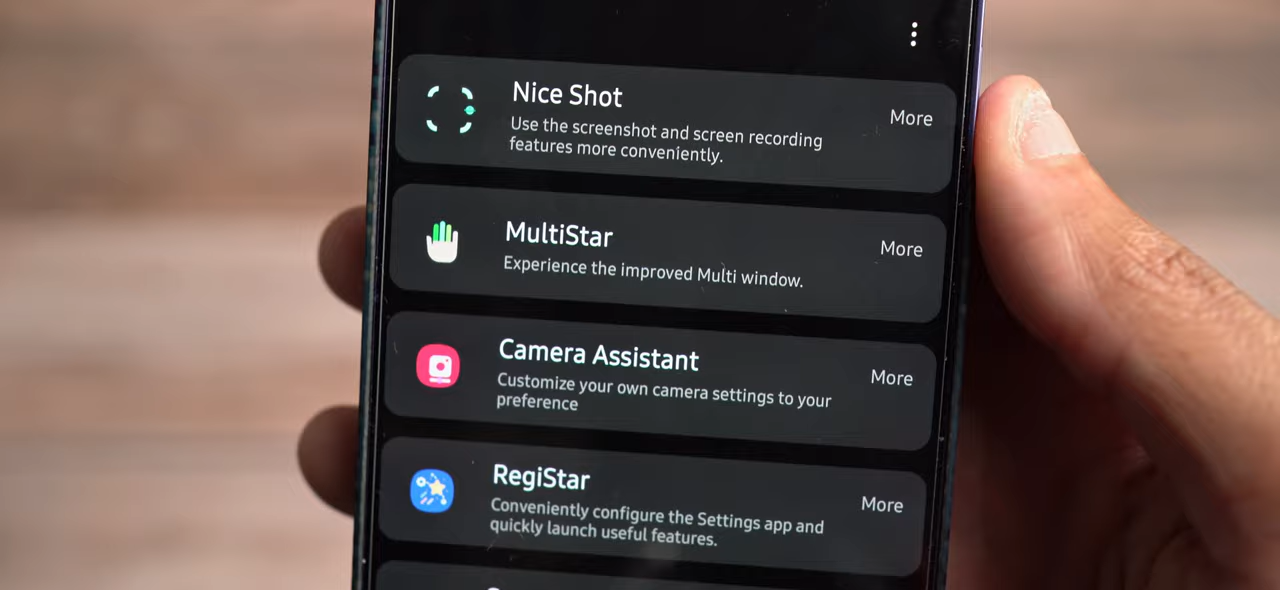 Nice Shot
Use the screenshot and screen recording
features more conveniently.
More
MultiStar
Experience the improved Multi window.
More
Camera Assistant
Customize your own camera settings to your
preference
More
RegiStar
Conveniently configure the Settings app and
quickly launch useful features.
More